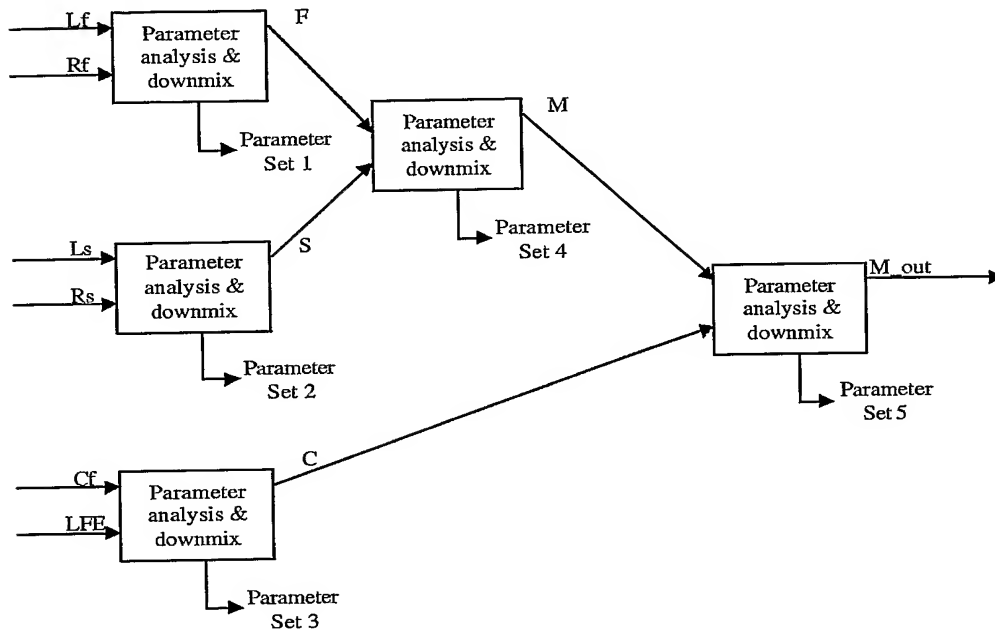 Lf
Rf
Parameter
analysis &
downmix
F
Parameter
Set 1
Parameter
analysis &
downmix
M
Parameter
Set 4
Ls
Rs
Parameter
analysis &
downmix
S
Parameter
Set 2
Parameter
analysis &
downmix
M_out
Parameter
Set 5
Cf
LFE
Parameter
analysis &
downmix
C
Parameter
Set 3